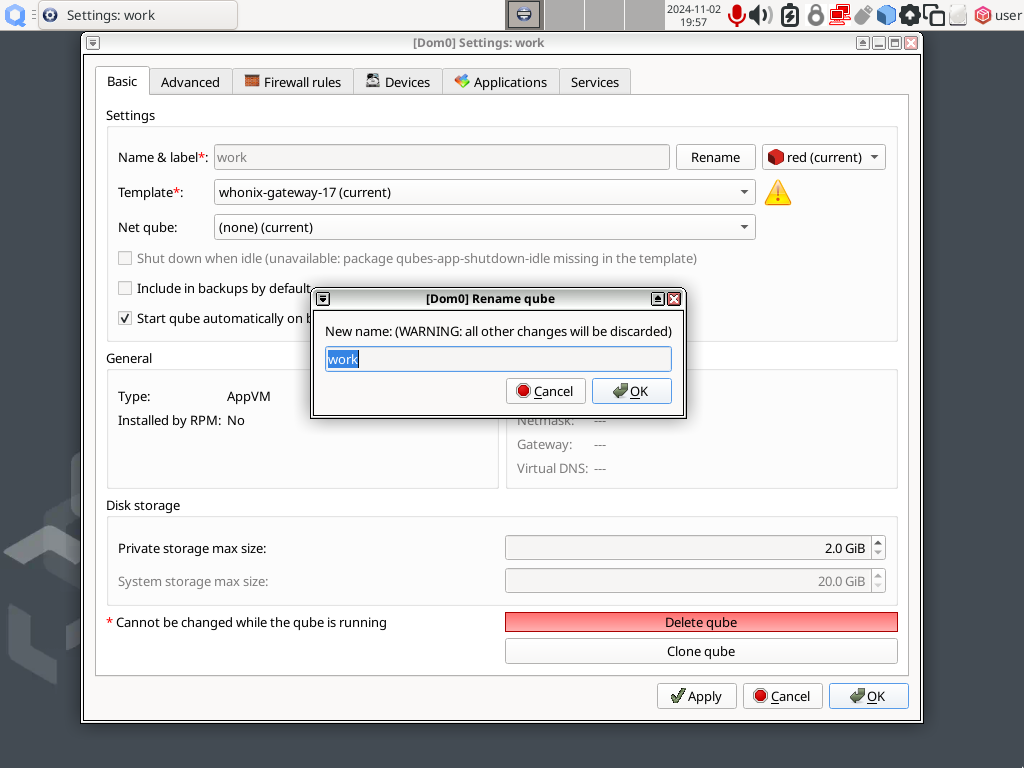 Settings: work
2024-11-02
19:57
user
[Dom0] Settings: work
Basic
Advanced
Firewall rules
Devices
Applications
Services
Settings
Name & label*:
work
Rename
red (current)
Template*:
whonix-gateway-17 (current)
Net qube:
(none) (current)
Shut down when idle (unavailable: package qubes-app-shutdown-idle missing in the template)
Include in backups by default
Start qube automatically on b
[Dom0] Rename qube
New name: (WARNING: all other changes will be discarded)
work
Cancel
OK
General
Type:
AppVM
Installed by RPM:
No
Netmask:
---
Gateway:
---
Virtual DNS:
---
Disk storage
Private storage max size:
2.0 GiB
System storage max size:
20.0 GiB
* Cannot be changed while the qube is running
Delete qube
Clone qube
Apply
Cancel
OK